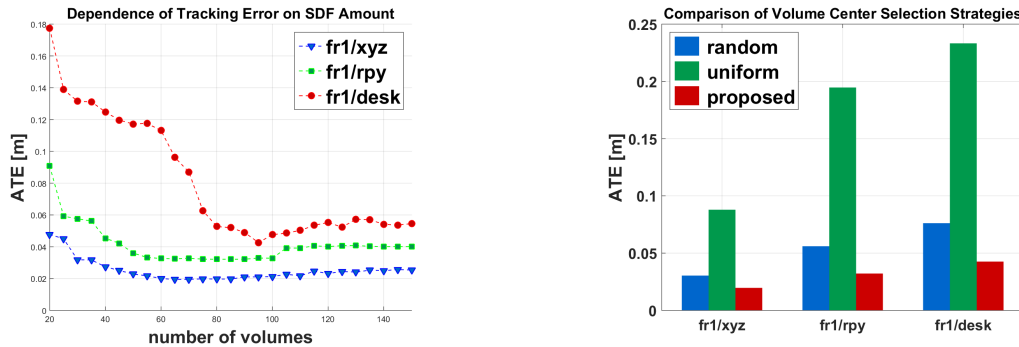 Dependence of Tracking Error on SDF Amount
0.18
0.16
0.14
0.12
0.1
0.08
0.06
0.04
0.02
0
ATE [m]
fr1/xyz
fr1/rpy
fr1/desk
20 40 60 80 100 120 140
number of volumes
Comparison of Volume Center Selection Strategies
0.25
0.2
0.15
0.1
0.05
0
ATE [m]
random
uniform
proposed
fr1/xyz fr1/rpy fr1/desk